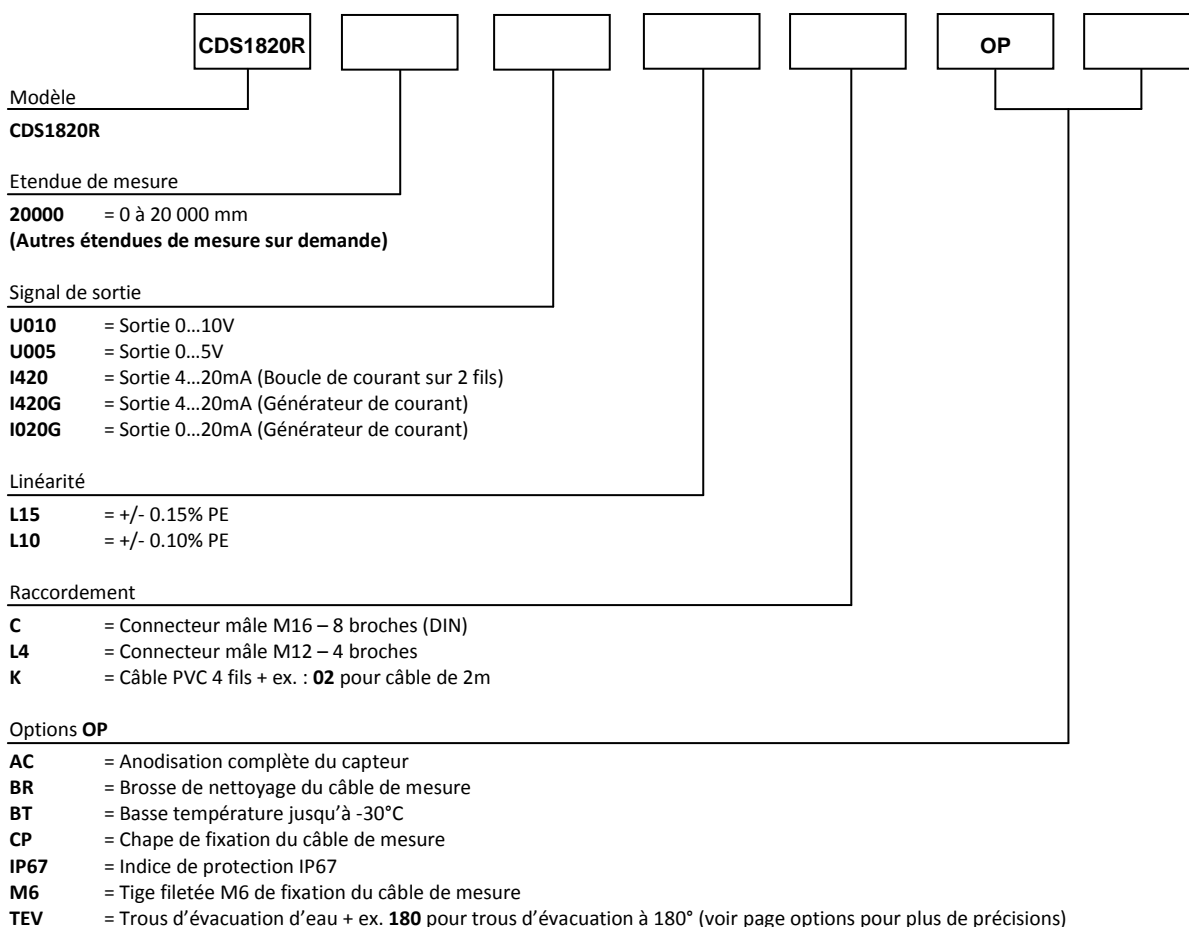 CDS1820R OP
Modèle
CDS1820R
Etendue de mesure
20000 = 0 à 20 000 mm
(Autres étendues de mesure sur demande)
Signal de sortie
U010 = Sortie 0…10V
U005 = Sortie 0…5V
I420 = Sortie 4…20mA (Boucle de courant sur 2 fils)
I420G = Sortie 4…20mA (Générateur de courant)
I020G = Sortie 0…20mA (Générateur de courant)
Linéarité
L15 = +/- 0.15% PE
L10 = +/- 0.10% PE
Raccordement
C = Connecteur mâle M16 – 8 broches (DIN)
L4 = Connecteur mâle M12 – 4 broches
K = Câble PVC 4 fils + ex. : 02 pour câble de 2m
Options OP
AC = Anodisation complète du capteur
BR = Brosse de nettoyage du câble de mesure
BT = Basse température jusqu’à -30°C
CP = Chape de fixation du câble de mesure
IP67 = Indice de protection IP67
M6 = Tige filetée M6 de fixation du câble de mesure
TEV = Trous d’évacuation d’eau + ex. 180 pour trous d’évacuation à 180° (voir page options pour plus de précisions)